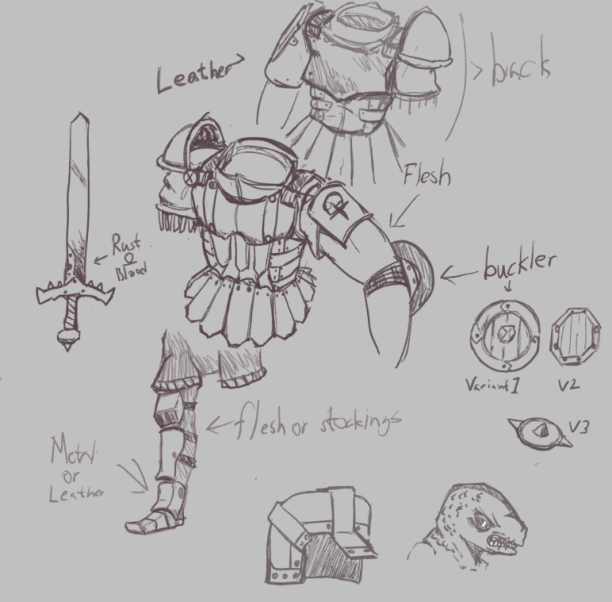 Leather
back
Flesh
Rust
&
Blood
buckler
Variant 1
V2
V3
flesh or stockings
Metal
or
Leather